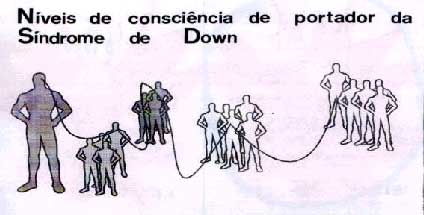 Níveis de consciência de portador da
Síndrome de Down